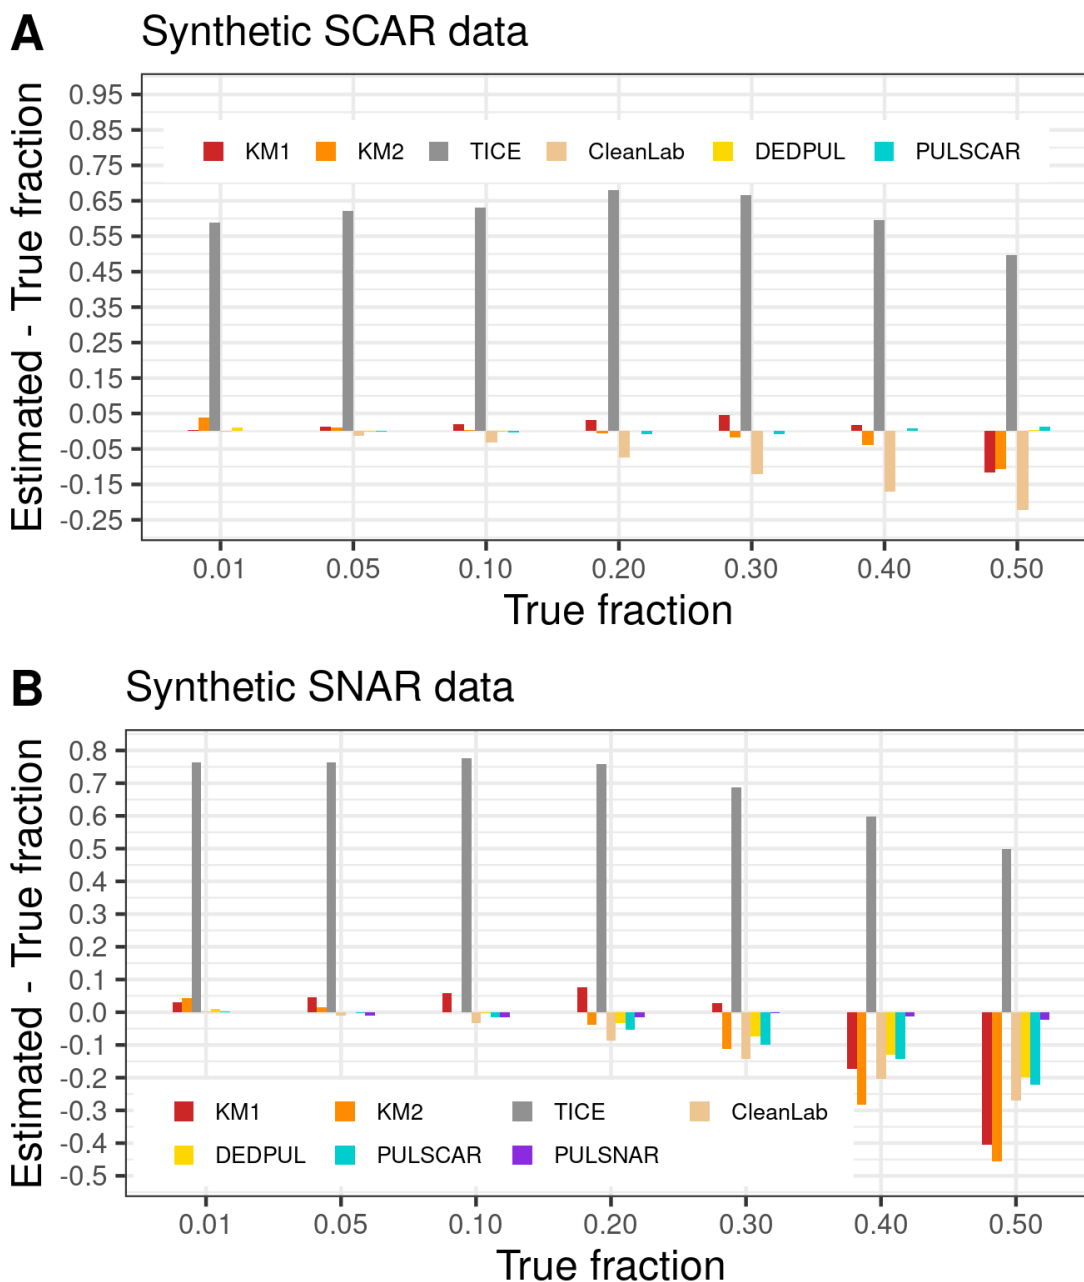 A Synthetic SCAR data
Estimated - True fraction
0.95
0.85
0.75
0.65
0.55
0.45
0.35
0.25
0.15
0.05
-0.05
-0.15
-0.25
KM1 KM2 TICE CleanLab DEDPUL PULSCAR
0.01 0.05 0.10 0.20 0.30 0.40 0.50
True fraction
B Synthetic SNAR data
Estimated - True fraction
0.8
0.7
0.6
0.5
0.4
0.3
0.2
0.1
0.0
-0.1
-0.2
-0.3
-0.4
-0.5
KM1 KM2 TICE CleanLab
DEDPUL PULSCAR PULSNAR
0.01 0.05 0.10 0.20 0.30 0.40 0.50
True fraction